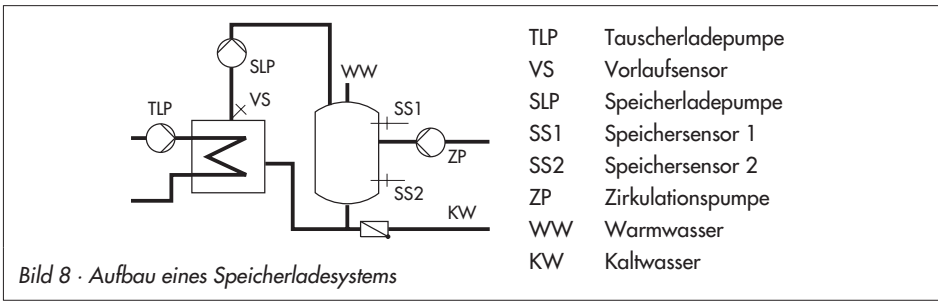 SLP
WW
VS
SS1
TLP
ZP
SS2
KW
TLP Tauscherladepumpe
VS Vorlaufsensor
SLP Speicherladepumpe
SS1 Speichersensor 1
SS2 Speichersensor 2
ZP Zirkulationspumpe
WW Warmwasser
KW Kaltwasser
Bild 8 · Aufbau eines Speicherladesystems